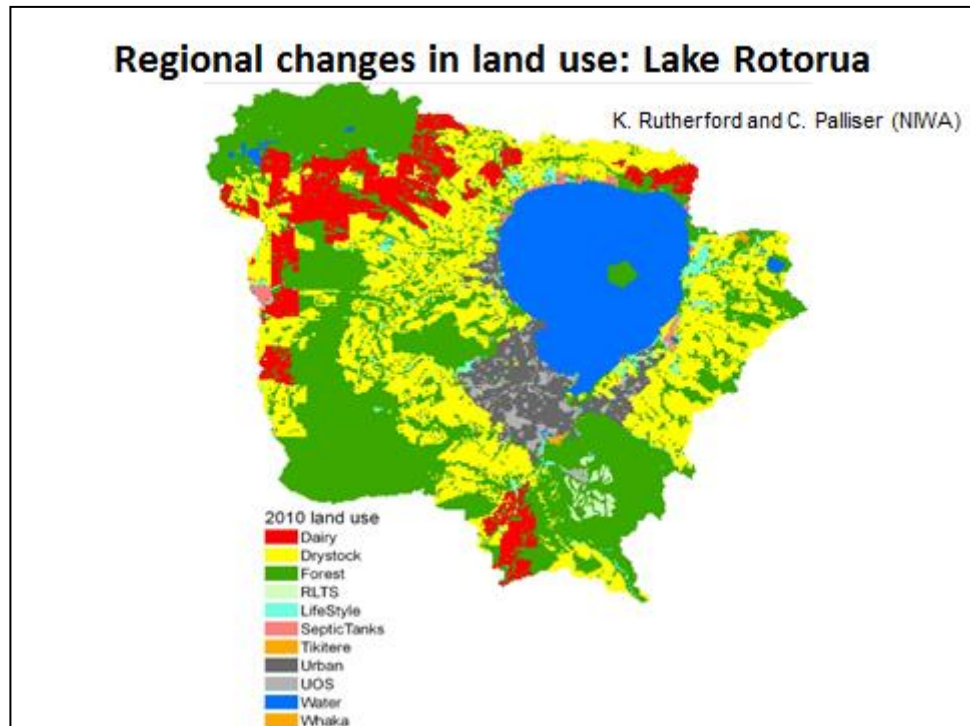 Regional changes in land use: Lake Rotorua
K. Rutherford and C. Palliser (NIWA)
2010 land use
Dairy
Drystock
Forest
RLTS
LifeStyle
SepticTanks
Tikitere
Urban
UOS
Water
Whaka